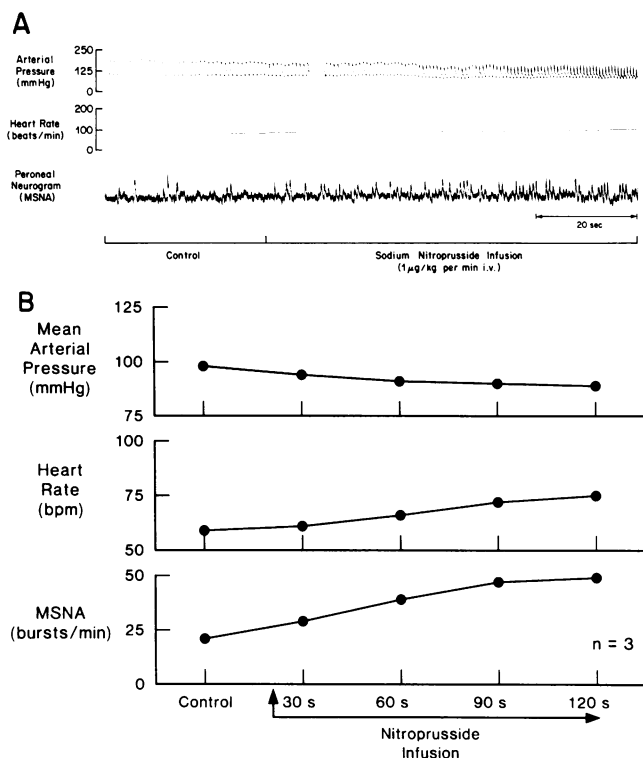 A
Arterial
Pressure
(mmHg)
250
125
0
Heart Rate
(beats/min)
200
100
0
Peroneal
Neurogram
(MSNA)
20 sec
Control
Sodium Nitroprusside Infusion
(1μg/kg per min i.v.)
B
Mean
Arterial
Pressure
(mmHg)
125
100
75
Heart
Rate
(bpm)
100
75
50
MSNA
(bursts/min)
50
25
0
n = 3
Control 30 s 60 s 90 s 120 s
Nitroprusside
Infusion